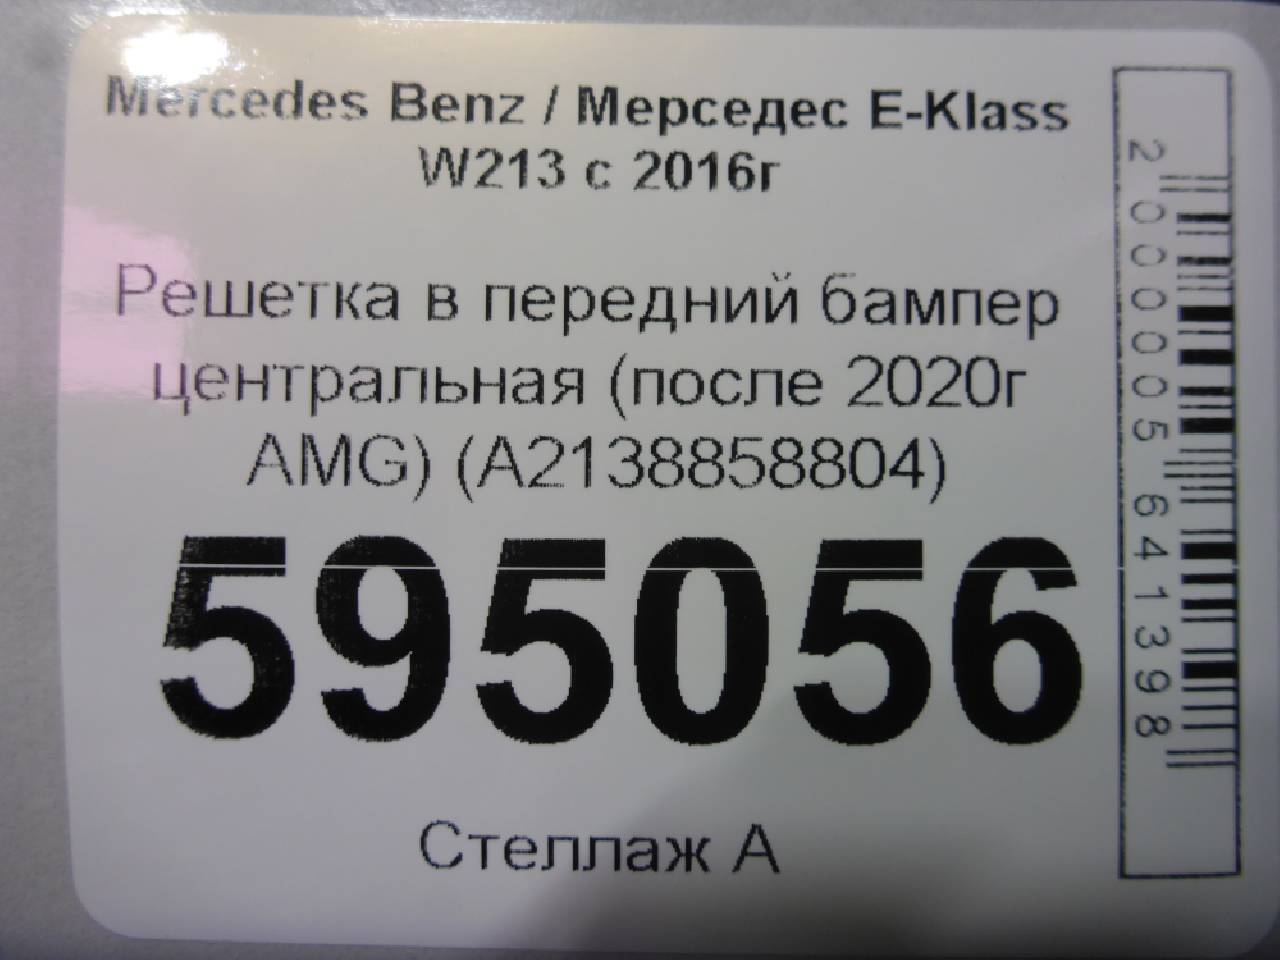 Mercedes Benz / Мерседес E-Klass
W213 с 2016г
Решетка в передний бампер
центральная (после 2020г
AMG) (A2138858804)
595056
Стеллаж А
2000005641398